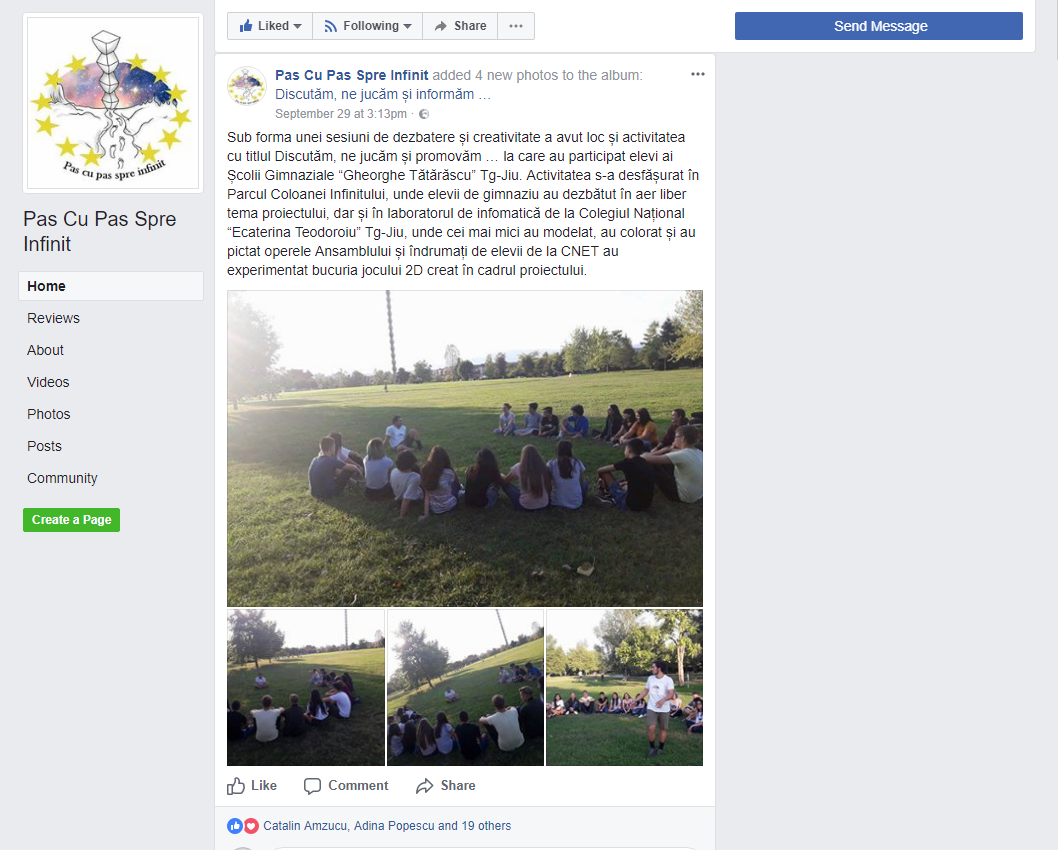 Liked
Following
Share
Send Message
Pas cu pas spre infinit
Pas Cu Pas Spre
Infinit
Home
Reviews
About
Videos
Photos
Posts
Community
Create a Page
Pas Cu Pas Spre Infinit added 4 new photos to the album:
Discutăm, ne jucăm și informăm …
September 29 at 3:13pm ·
Sub forma unei sesiuni de dezbatere și creativitate a avut loc și activitatea
cu titlul Discutăm, ne jucăm și promovăm … la care au participat elevi ai
Școlii Gimnaziale “Gheorghe Tătărăscu” Tg-Jiu. Activitatea s-a desfășurat în
Parcul Coloanei Infinitului, unde elevii de gimnaziu au dezbătut în aer liber
tema proiectului, dar și în laboratorul de infomatică de la Colegiul Național
“Ecaterina Teodoroiu” Tg-Jiu, unde cei mai mici au modelat, au colorat și au
pictat operele Ansamblului și îndrumați de elevii de la CNET au
experimentat bucuria jocului 2D creat în cadrul proiectului.
Like
Comment
Share
Catalin Amzucu, Adina Popescu and 19 others